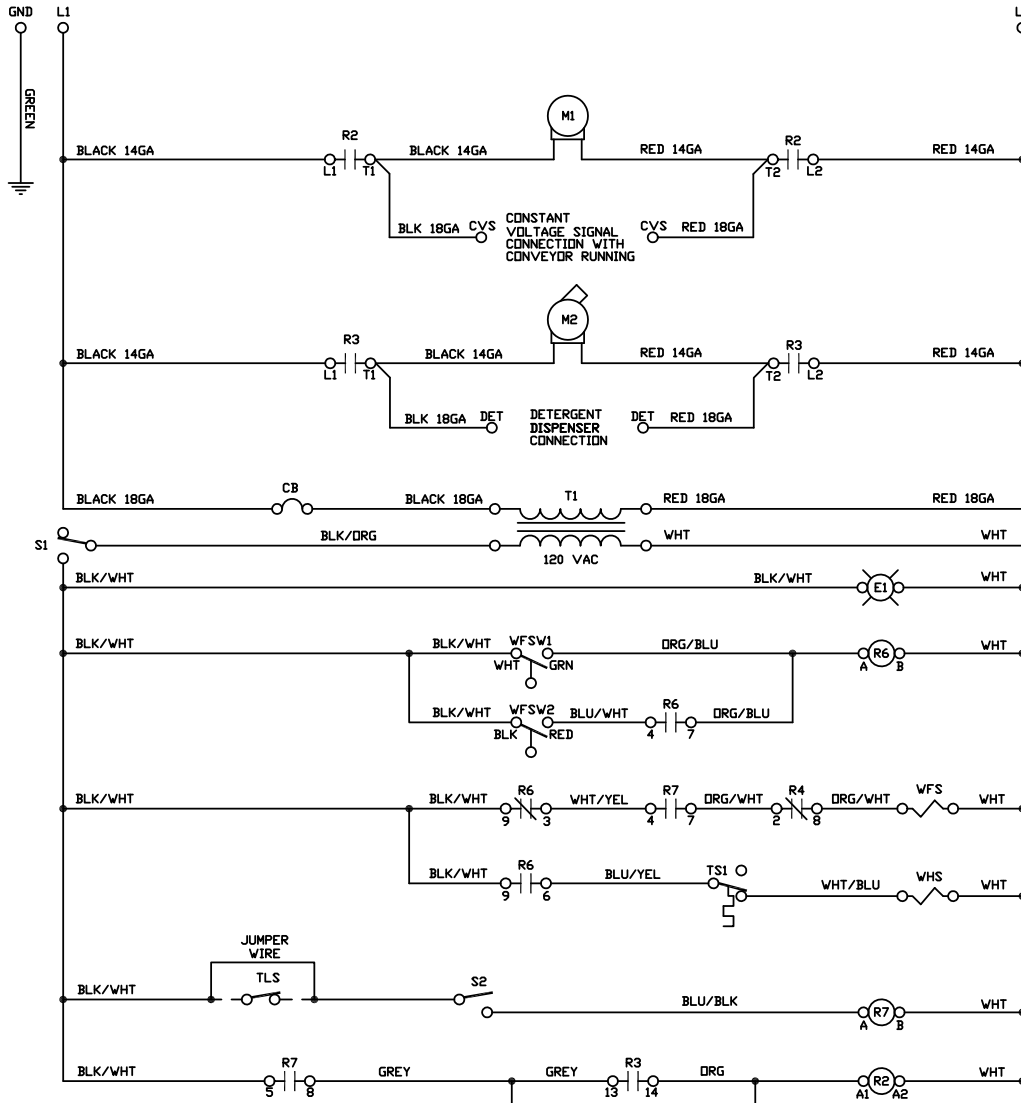 GND L1 L
GREEN
M1
R2 R2
BLACK 14GA BLACK 14GA RED 14GA RED 14GA
L1 T1 T2 L2
BLK 18GA CVS CVS RED 18GA
CONSTANT
VOLTAGE SIGNAL
CONNECTION WITH
CONVEYOR RUNNING
M2
R3 R3
BLACK 14GA BLACK 14GA RED 14GA RED 14GA
L1 T1 T2 L2
BLK 18GA DET DET RED 18GA
DETERGENT
DISPENSER
CONNECTION
CB T1
BLACK 18GA BLACK 18GA RED 18GA RED 18GA
S1 BLK/ORG WHT WHT
120 VAC
BLK/WHT BLK/WHT E1 WHT
BLK/WHT BLK/WHT WFSW1 ORG/BLU R6 WHT
WHT GRN A B
BLK/WHT WFSW2 BLU/WHT R6 ORG/BLU
BLK RED 4 7
BLK/WHT BLK/WHT R6 WHT/YEL R7 ORG/WHT R4 ORG/WHT WFS WHT
9 3 4 7 2 8
BLK/WHT R6 BLU/YEL TS1 WHT/BLU WHS WHT
9 6
JUMPER
WIRE
BLK/WHT TLS S2 BLU/BLK R7 WHT
A B
BLK/WHT R7 GREY GREY R3 ORG R2 WHT
5 8 13 14 A1 A2